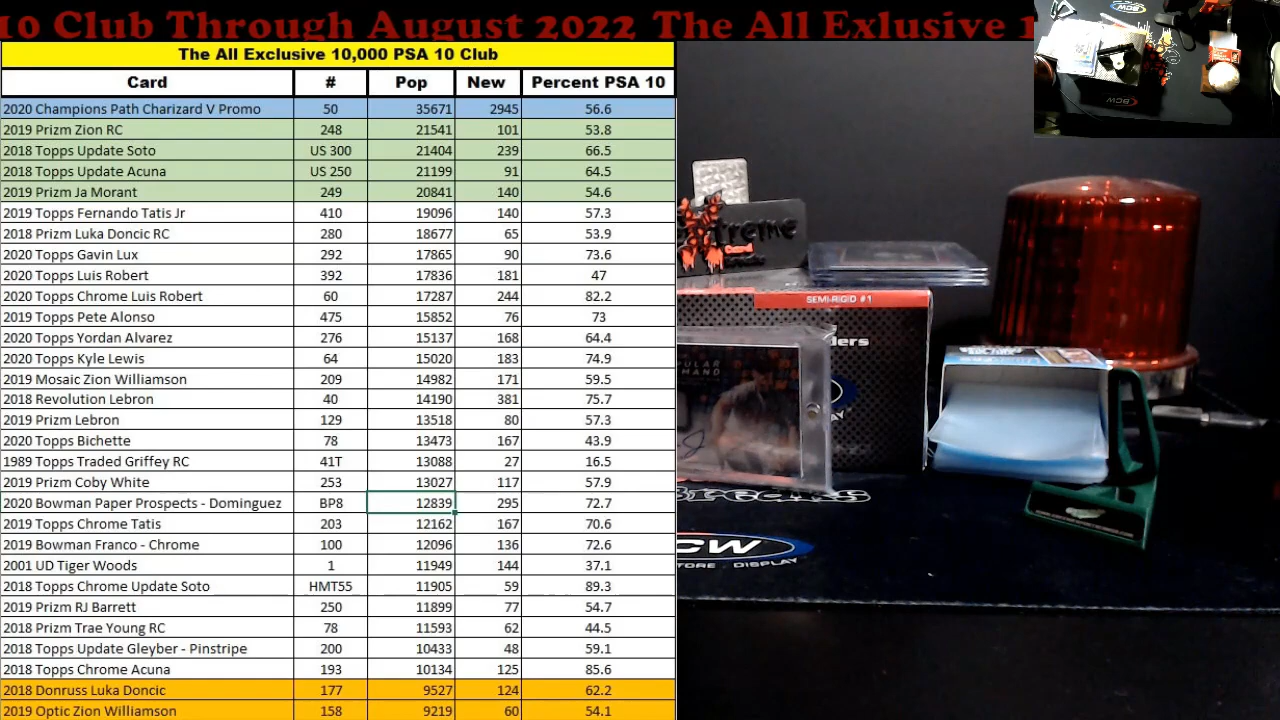 10 Club Through August 2022 The All Exlusive 1
The All Exclusive 10,000 PSA 10 Club
Card # Pop New Percent PSA 10
2020 Champions Path Charizard V Promo 50 35671 2945 56.6
2019 Prizm Zion RC 248 21541 101 53.8
2018 Topps Update Soto US 300 21404 239 66.5
2018 Topps Update Acuna US 250 21199 91 64.5
2019 Prizm Ja Morant 249 20841 140 54.6
2019 Topps Fernando Tatis Jr 410 19096 140 57.3
2018 Prizm Luka Doncic RC 280 18677 65 53.9
2020 Topps Gavin Lux 292 17865 90 73.6
2020 Topps Luis Robert 392 17836 181 47
2020 Topps Chrome Luis Robert 60 17287 244 82.2
2019 Topps Pete Alonso 475 15852 76 73
2020 Topps Yordan Alvarez 276 15137 168 64.4
2020 Topps Kyle Lewis 64 15020 183 74.9
2019 Mosaic Zion Williamson 209 14982 171 59.5
2018 Revolution Lebron 40 14190 381 75.7
2019 Prizm Lebron 129 13518 80 57.3
2020 Topps Bichette 78 13473 167 43.9
1989 Topps Traded Griffey RC 41T 13088 27 16.5
2019 Prizm Coby White 253 13027 117 57.9
2020 Bowman Paper Prospects - Dominguez BP8 12839 295 72.7
2019 Topps Chrome Tatis 203 12162 167 70.6
2019 Bowman Franco - Chrome 100 12096 136 72.6
2001 UD Tiger Woods 1 11949 144 37.1
2018 Topps Chrome Update Soto HMT55 11905 59 89.3
2019 Prizm RJ Barrett 250 11899 77 54.7
2018 Prizm Trae Young RC 78 11593 62 44.5
2018 Topps Update Gleyber - Pinstripe 200 10433 48 59.1
2018 Topps Chrome Acuna 193 10134 125 85.6
2018 Donruss Luka Doncic 177 9527 124 62.2
2019 Optic Zion Williamson 158 9219 60 54.1
Xtreme
SEMI-RIGID #1
ders
PULAR
MAND
PLAY
Breaks
CW
TORE · DISPLAY
BCW
BCW